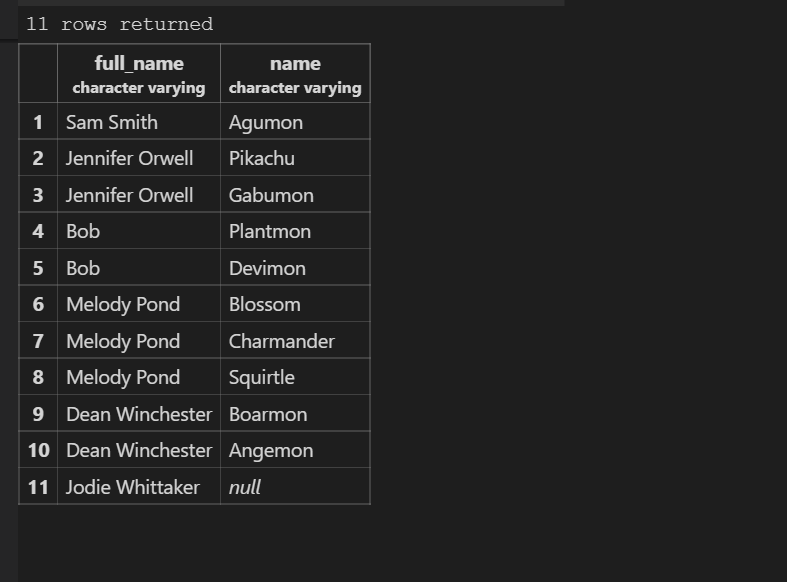 11 rows returned
full_name name
character varying character varying
1 Sam Smith Agumon
2 Jennifer Orwell Pikachu
3 Jennifer Orwell Gabumon
4 Bob Plantmon
5 Bob Devimon
6 Melody Pond Blossom
7 Melody Pond Charmander
8 Melody Pond Squirtle
9 Dean Winchester Boarmon
10 Dean Winchester Angemon
11 Jodie Whittaker null